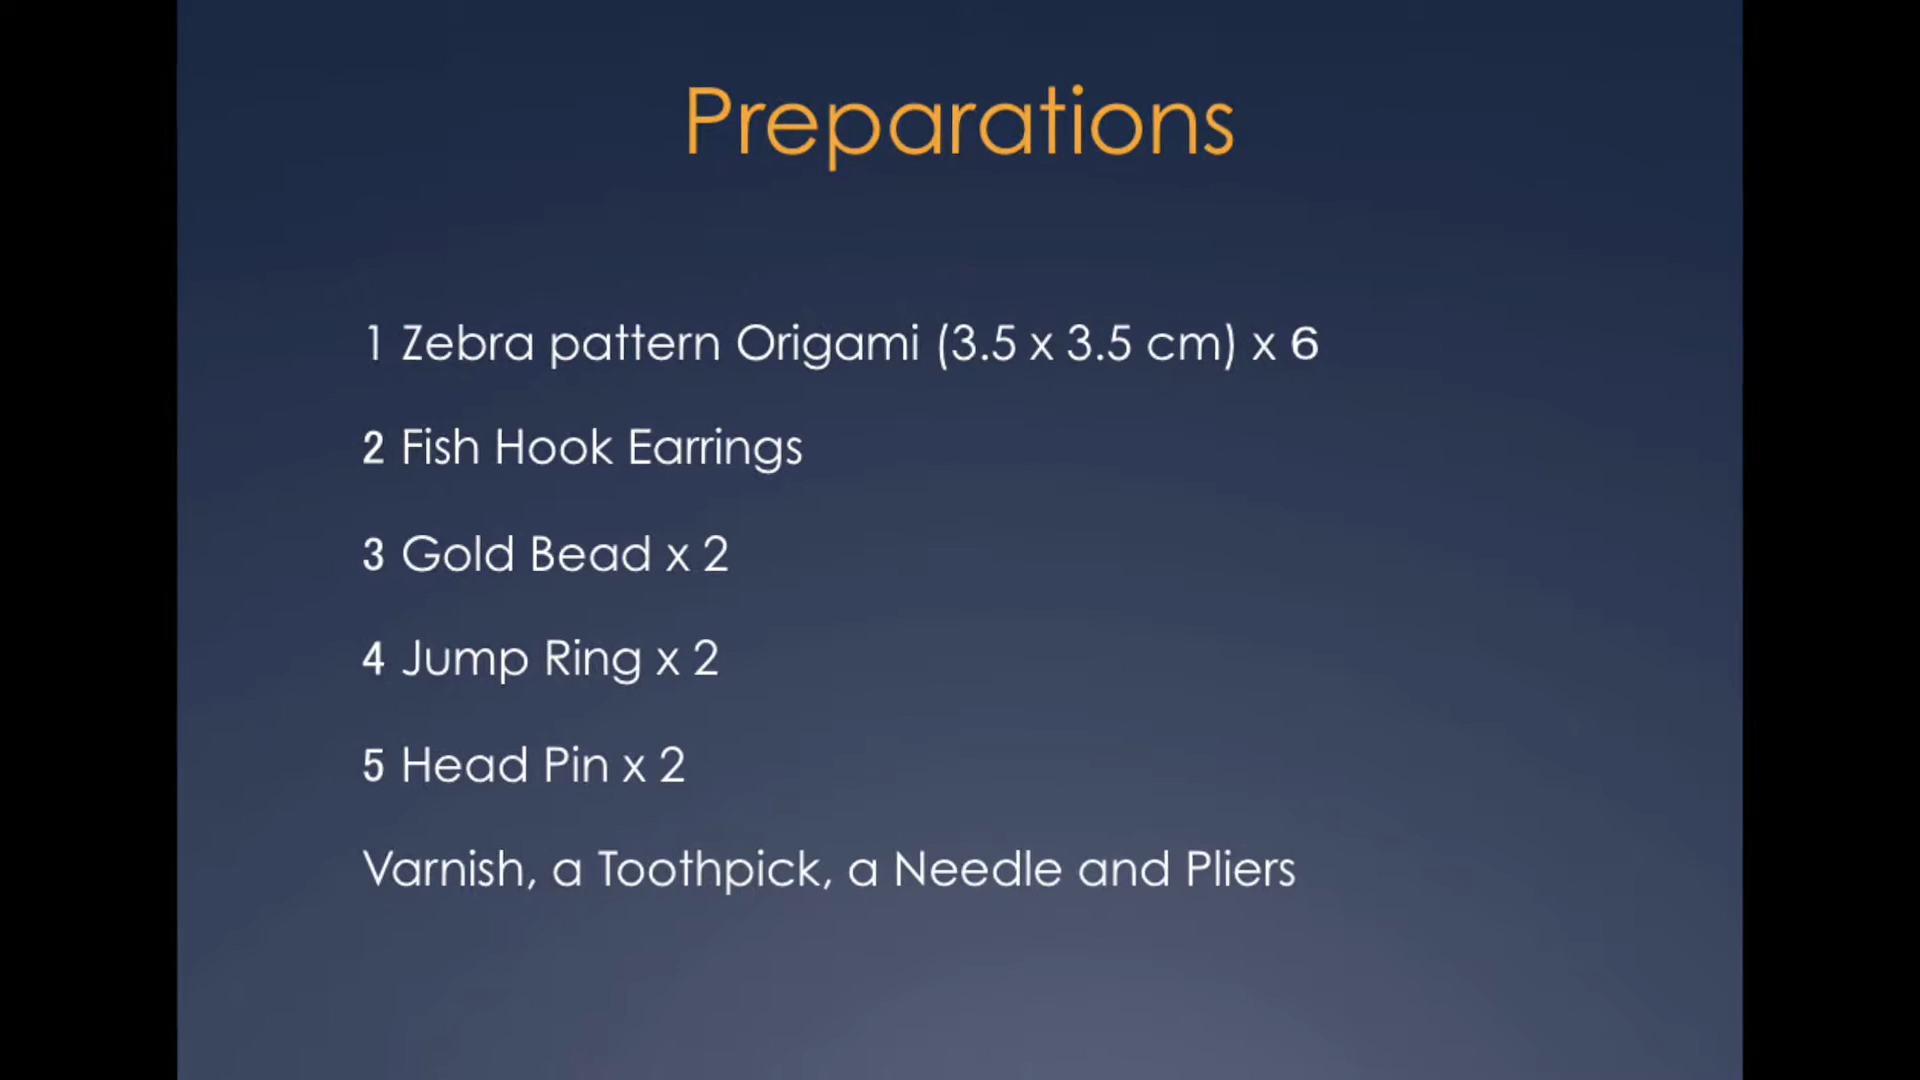 Preparations
1 Zebra pattern Origami (3.5 x 3.5 cm) x 6
2 Fish Hook Earrings
3 Gold Bead x 2
4 Jump Ring x 2
5 Head Pin x 2
Varnish, a Toothpick, a Needle and Pliers